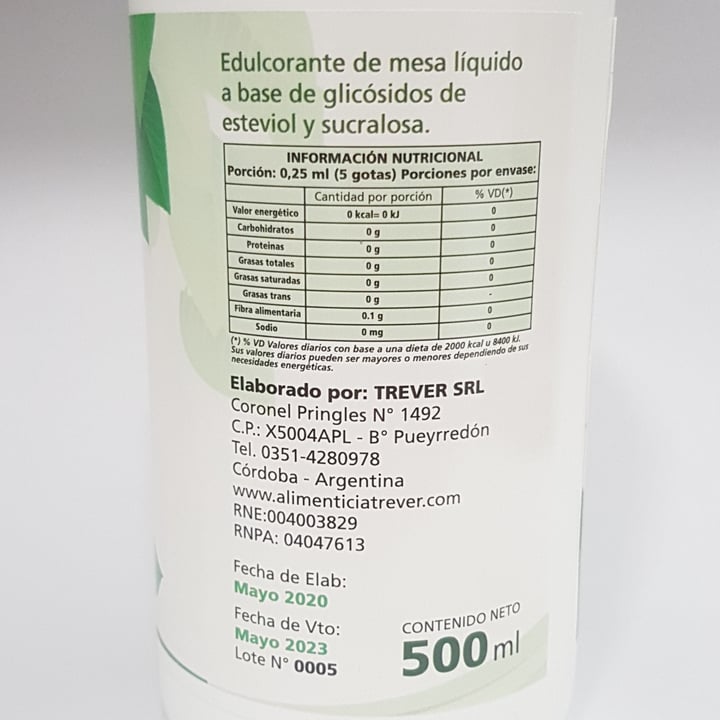 Edulcorante de mesa líquido
a base de glicósidos de
esteviol y sucralosa.
INFORMACIÓN NUTRICIONAL
Porción: 0,25 ml (5 gotas) Porciones por envase:
Cantidad por porción % VD(*)
Valor energético 0 kcal= 0 kJ 0
Carbohidratos 0 g 0
Proteinas 0 g 0
Grasas totales 0 g 0
Grasas saturadas 0 g 0
Grasas trans 0 g -
Fibra alimentaria 0.1 g 0
Sodio 0 mg 0
(*) % VD Valores diarios con base a una dieta de 2000 kcal u 8400 kJ.
Sus valores diarios pueden ser mayores o menores dependiendo de sus
necesidades energéticas.
Elaborado por: TREVER SRL
Coronel Pringles N° 1492
C.P.: X5004APL - B° Pueyrredón
Tel. 0351-4280978
Córdoba - Argentina
www.alimenticiatrever.com
RNE:004003829
RNPA: 04047613
Fecha de Elab:
Mayo 2020
Fecha de Vto:
Mayo 2023
Lote N° 0005
CONTENIDO NETO
500 ml